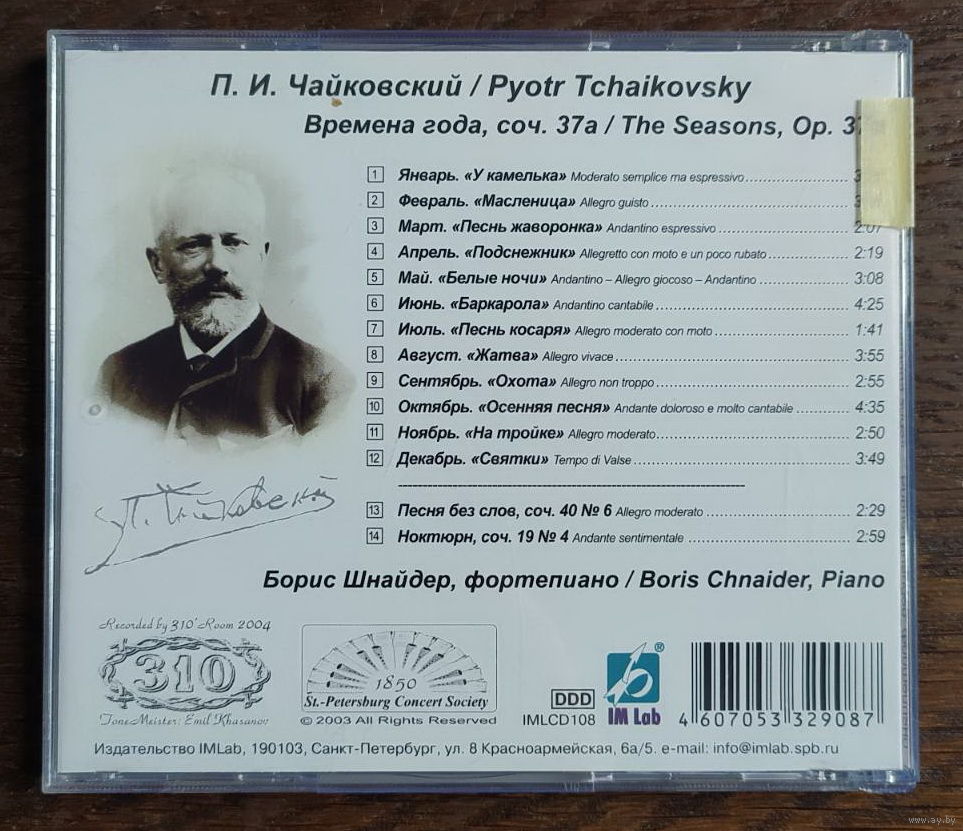 П. И. Чайковский / Pyotr Tchaikovsky
Времена года, соч. 37а / The Seasons, Op.
1 Январь. «У камелька» Moderato semplice ma espressivo
2 Февраль. «Масленица» Allegro guisto
3 Март. «Песнь жаворонка» Andantino espressivo 2:07
4 Апрель. «Подснежник» Allegretto con moto e un poco rubato 2:19
5 Май. «Белые ночи» Andantino – Allegro giocoso – Andantino 3:08
6 Июнь. «Баркарола» Andantino cantabile 4:25
7 Июль. «Песнь косаря» Allegro moderato con moto 1:41
8 Август. «Жатва» Allegro vivace 3:55
9 Сентябрь. «Охота» Allegro non troppo 2:55
10 Октябрь. «Осенняя песня» Andante doloroso e molto cantabile 4:35
11 Ноябрь. «На тройке» Allegro moderato 2:50
12 Декабрь. «Святки» Tempo di Valse 3:49
13 Песня без слов, соч. 40 № 6 Allegro moderato 2:29
14 Ноктюрн, соч. 19 № 4 Andante sentimentale 2:59
П. Чайковский
Борис Шнайдер, фортепиано / Boris Chnaider, Piano
Recorded by 310' Room 2004
310
ToneMeister: Emil Khasanov
1850
St.-Petersburg Concert Society
© 2003 All Rights Reserved
DDD
IMLCD108
®
IM Lab
4 607053 329087
Издательство IMLab, 190103, Санкт-Петербург, ул. 8 Красноармейская, 6а/5. e-mail: info@imlab.spb.ru
www.ay.by